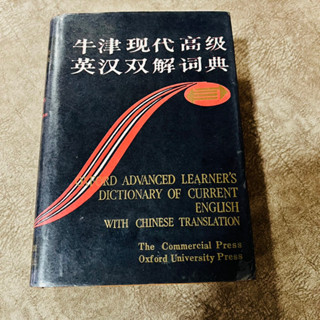 牛津现代高级
英汉双解词典
OXFORD ADVANCED LEARNER'S
DICTIONARY OF CURRENT
ENGLISH
WITH CHINESE TRANSLATION
The Commercial Press
Oxford University Press